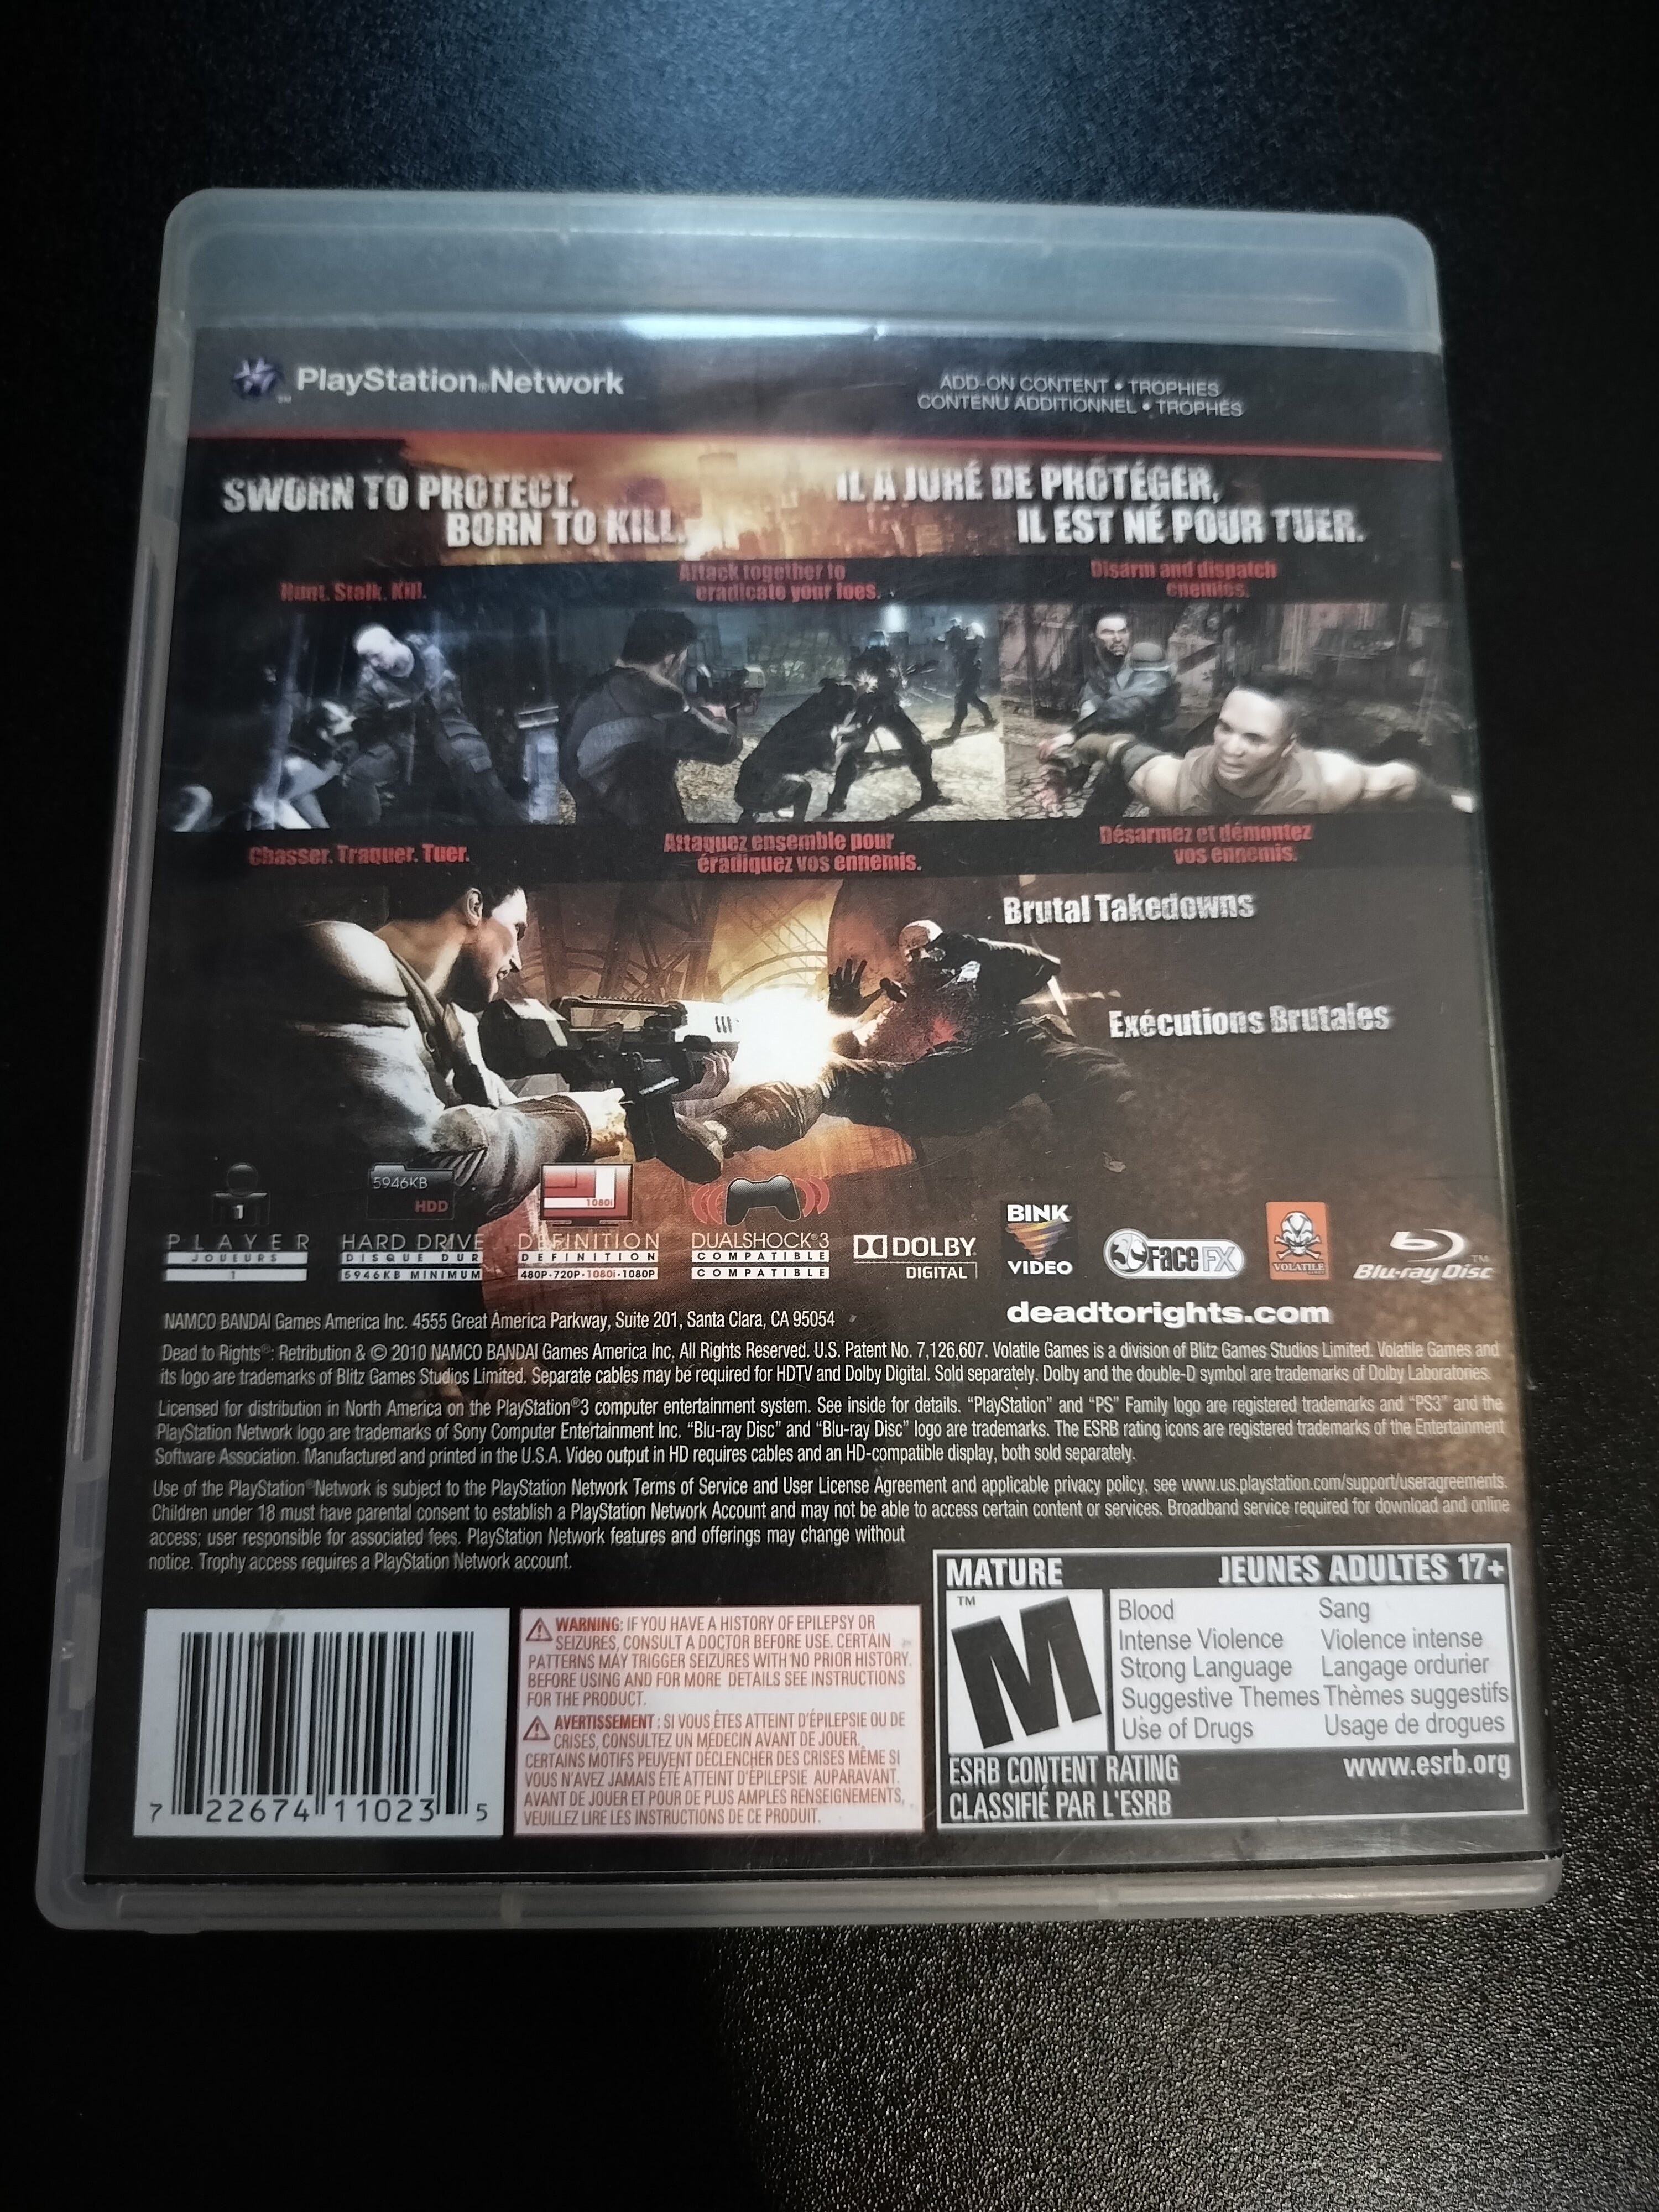 PlayStation®Network
™
ADD-ON CONTENT • TROPHIES
CONTENU ADDITIONNEL • TROPHÉS
SWORN TO PROTECT.
BORN TO KILL.
IL A JURÉ DE PRÓTÉGER,
IL EST NÉ POUR TUER.
Hunt. Stalk. Kill.
Attack together to
eradicate your foes.
Disarm and dispatch
enemies.
Chasser. Traquer. Tuer.
Attaquez ensemble pour
éradiquez vos ennemis.
Désarmez et démontez
vos ennemis.
Brutal Takedowns
Exécutions Brutales
1
PLAYER
JOUEURS
1
5946KB
HDD
HARD DRIVE
DISQUE DUR
5946KB MINIMUM
1080i
DEFINITION
DEFINITION
480P•720P•1080i•1080P
DUALSHOCK®3
COMPATIBLE
COMPATIBLE
DOLBY
DIGITAL
BINK
VIDEO
FaceFX
VOLATILE
Blu-ray Disc™
NAMCO BANDAI Games America Inc. 4555 Great America Parkway, Suite 201, Santa Clara, CA 95054
deadtorights.com
Dead to Rights®: Retribution & © 2010 NAMCO BANDAI Games America Inc. All Rights Reserved. U.S. Patent No. 7,126,607. Volatile Games is a division of Blitz Games Studios Limited. Volatile Games and
its logo are trademarks of Blitz Games Studios Limited. Separate cables may be required for HDTV and Dolby Digital. Sold separately. Dolby and the double-D symbol are trademarks of Dolby Laboratories.
Licensed for distribution in North America on the PlayStation®3 computer entertainment system. See inside for details. “PlayStation” and “PS” Family logo are registered trademarks and “PS3” and the
PlayStation Network logo are trademarks of Sony Computer Entertainment Inc. “Blu-ray Disc” and “Blu-ray Disc” logo are trademarks. The ESRB rating icons are registered trademarks of the Entertainment
Software Association. Manufactured and printed in the U.S.A. Video output in HD requires cables and an HD-compatible display, both sold separately.
Use of the PlayStation®Network is subject to the PlayStation Network Terms of Service and User License Agreement and applicable privacy policy, see www.us.playstation.com/support/useragreements.
Children under 18 must have parental consent to establish a PlayStation Network Account and may not be able to access certain content or services. Broadband service required for download and online
access; user responsible for associated fees. PlayStation Network features and offerings may change without
notice. Trophy access requires a PlayStation Network account.
7 22674 11023 5
WARNING: IF YOU HAVE A HISTORY OF EPILEPSY OR
SEIZURES, CONSULT A DOCTOR BEFORE USE. CERTAIN
PATTERNS MAY TRIGGER SEIZURES WITH NO PRIOR HISTORY.
BEFORE USING AND FOR MORE DETAILS SEE INSTRUCTIONS
FOR THE PRODUCT.
AVERTISSEMENT : SI VOUS ÊTES ATTEINT D'ÉPILEPSIE OU DE
CRISES, CONSULTEZ UN MÉDECIN AVANT DE JOUER.
CERTAINS MOTIFS PEUVENT DÉCLENCHER DES CRISES MÊME SI
VOUS N'AVEZ JAMAIS ÉTÉ ATTEINT D'ÉPILEPSIE AUPARAVANT.
AVANT DE JOUER ET POUR DE PLUS AMPLES RENSEIGNEMENTS,
VEUILLEZ LIRE LES INSTRUCTIONS DE CE PRODUIT.
MATURE JEUNES ADULTES 17+
™
M
Blood Sang
Intense Violence Violence intense
Strong Language Langage ordurier
Suggestive Themes Thèmes suggestifs
Use of Drugs Usage de drogues
ESRB CONTENT RATING www.esrb.org
CLASSIFIÉ PAR L'ESRB